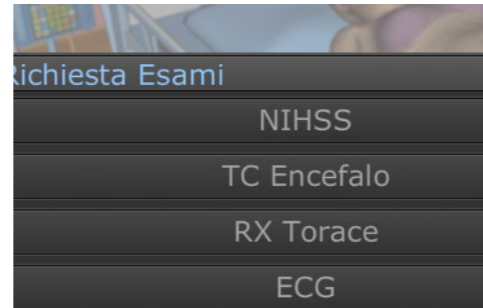 Richiesta Esami
NIHSS
TC Encefalo
RX Torace
ECG